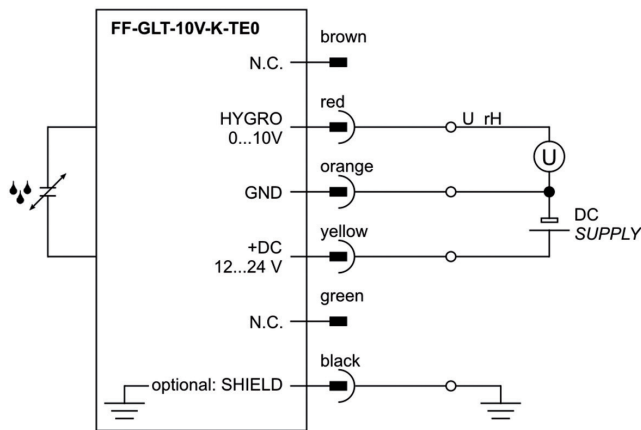 FF-GLT-10V-K-TE0
brown
N.C.
red
HYGRO
0...10V
U rH
U
orange
GND
DC
SUPPLY
yellow
+DC
12...24 V
green
N.C.
black
optional: SHIELD